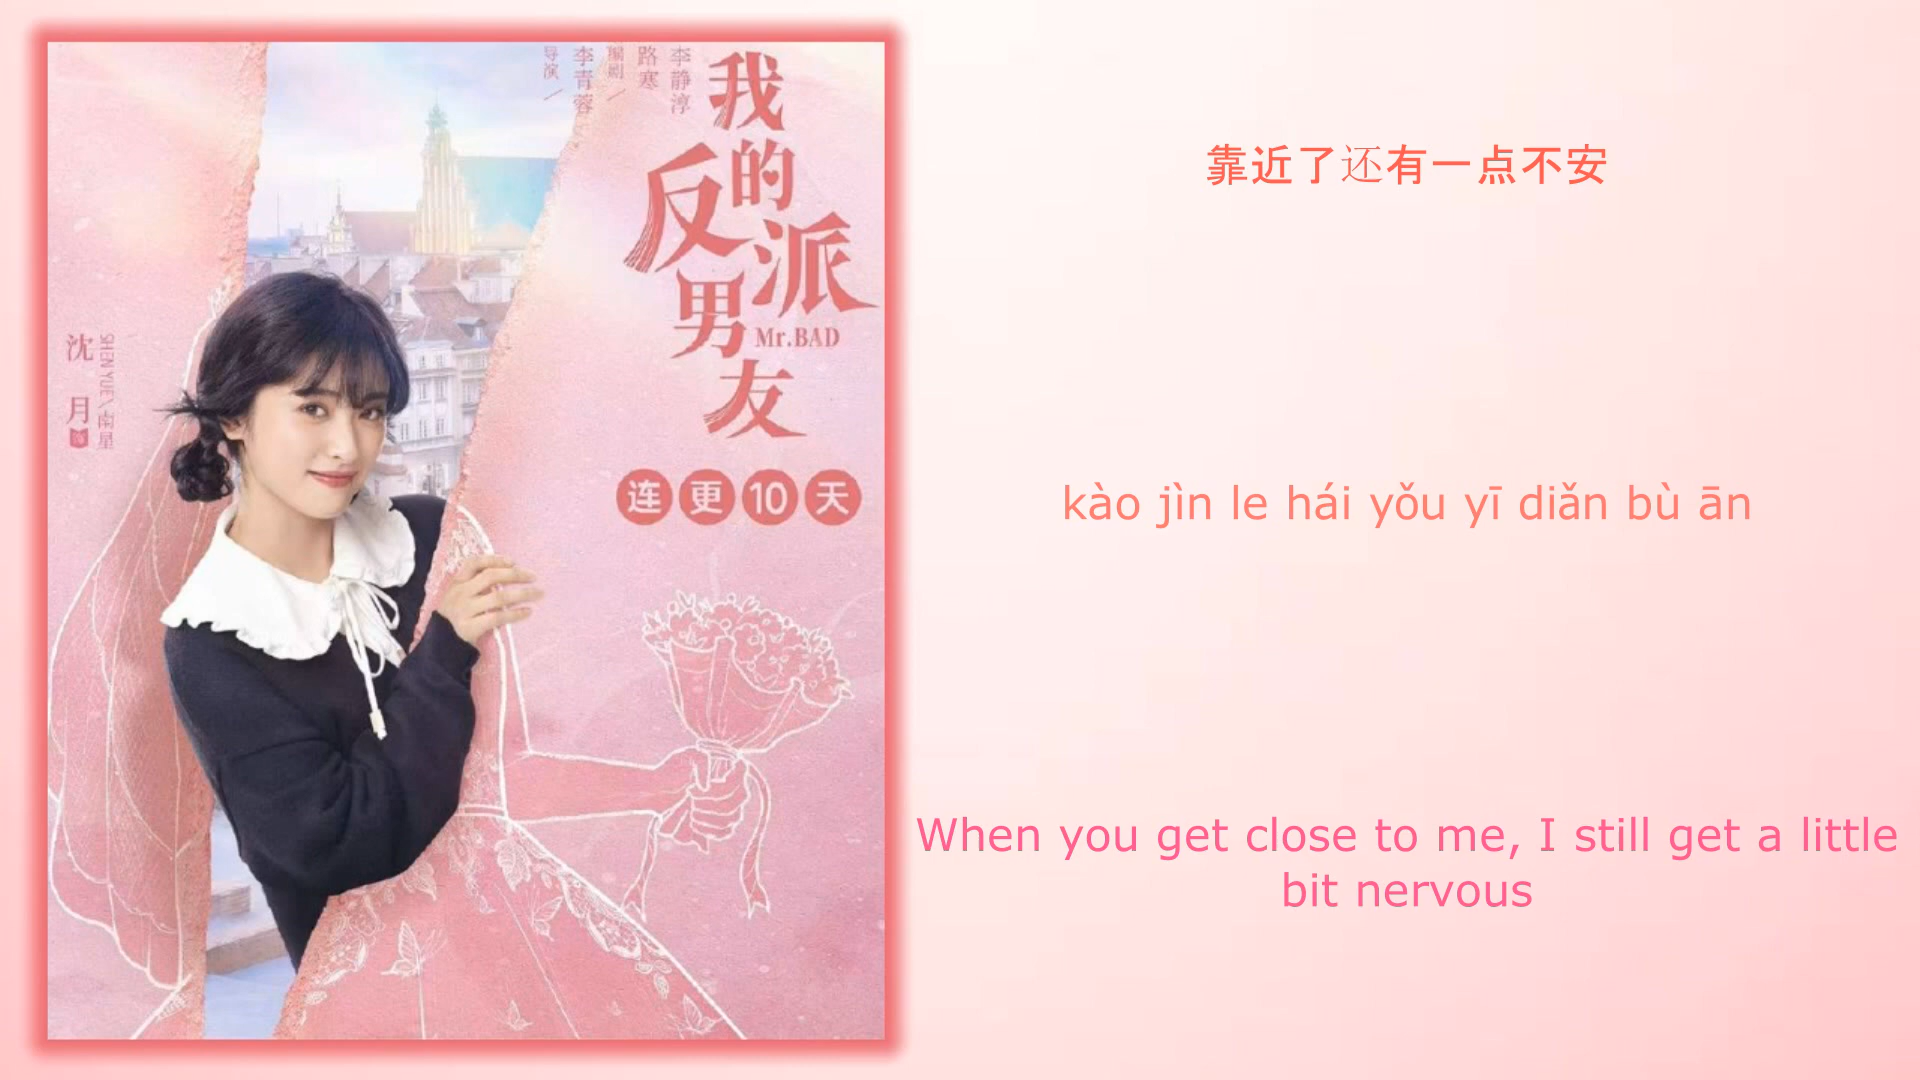 导演/李青蓉
编剧/路寒
李静淳
我的反派男友
Mr.BAD
连更10天
沈月
SHEN YUE/南星
靠近了还有一点不安
kào jìn le hái yǒu yī diǎn bù ān
When you get close to me, I still get a little
bit nervous